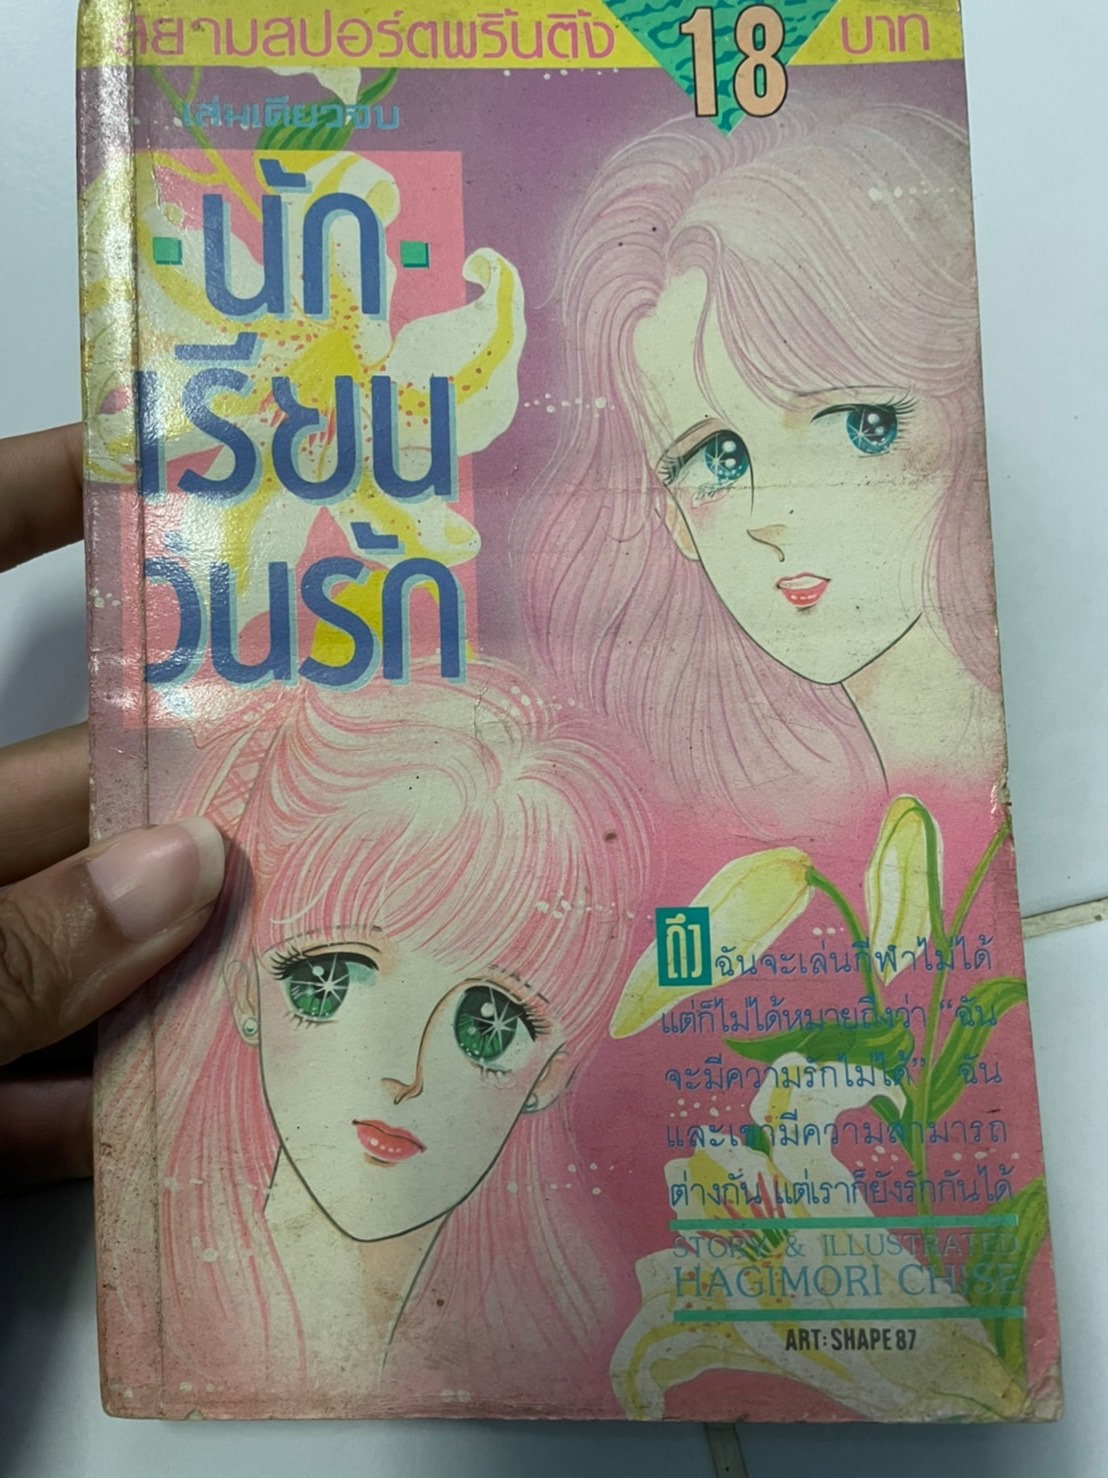 สยามสปอร์ตพริ้นติ้ง 18 บาท
เล่มเดียวจบ
นัก
เรียน
วุ่นรัก
ถึง ฉันจะเล่นกีฬาไม่ได้
แต่ก็ไม่ได้หมายถึงว่า “ฉัน
จะมีความรักไม่ได้” ฉัน
และเขามีความสามารถ
ต่างกัน แต่เราก็ยังรักกันได้
STORY & ILLUSTRATED
HAGIMORI CHISE
ART: SHAPE 87